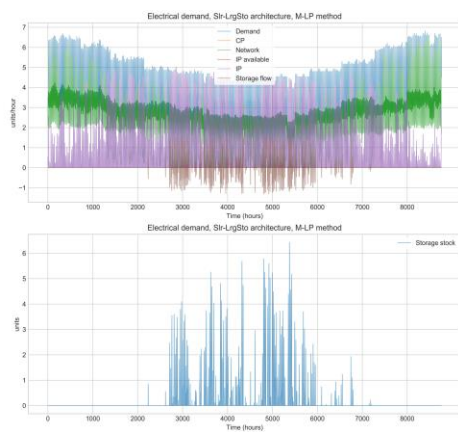 Electrical demand, Slr-LrgSto architecture, M-LP method
7
6
5
4
3
2
1
0
−1
units/hour
Demand
CP
Network
IP available
IP
Storage flow
0 1000 2000 3000 4000 5000 6000 7000 8000
Time (hours)
Electrical demand, Slr-LrgSto architecture, M-LP method
6
5
4
3
2
1
0
units
Storage stock
0 1000 2000 3000 4000 5000 6000 7000 8000
Time (hours)